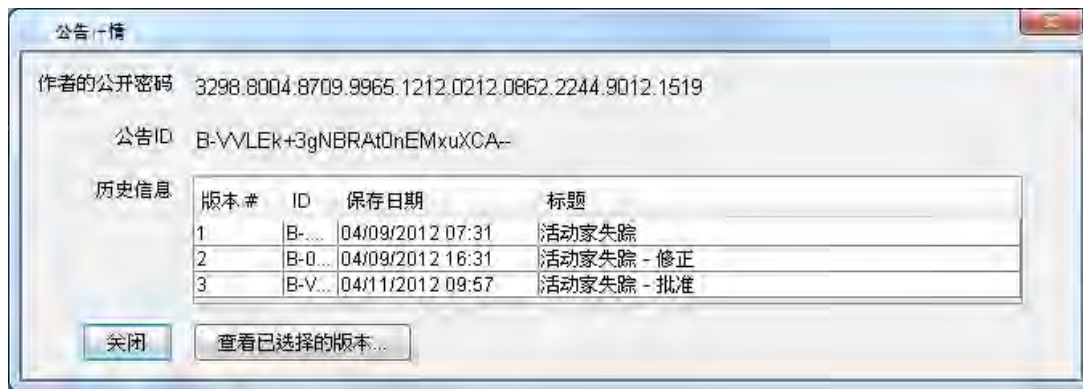 公告详情
作者的公开密码 3298.8004.8709.9965.1212.0212.0862.2244.9012.1519
公告ID B-VVLEk+3gNBRAt0nEMxuXCA--
历史信息
版本 # ID 保存日期 标题
1 B-... 04/09/2012 07:31 活动家失踪
2 B-0... 04/09/2012 16:31 活动家失踪 - 修正
3 B-V... 04/11/2012 09:57 活动家失踪 - 批准
关闭 查看已选择的版本...